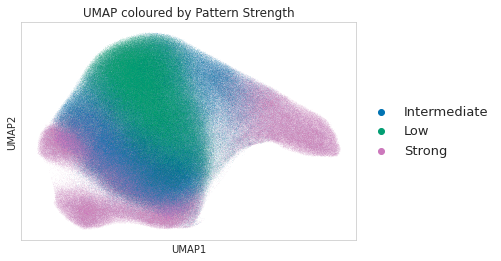 UMAP coloured by Pattern Strength
UMAP2
Intermediate
Low
Strong
UMAP1